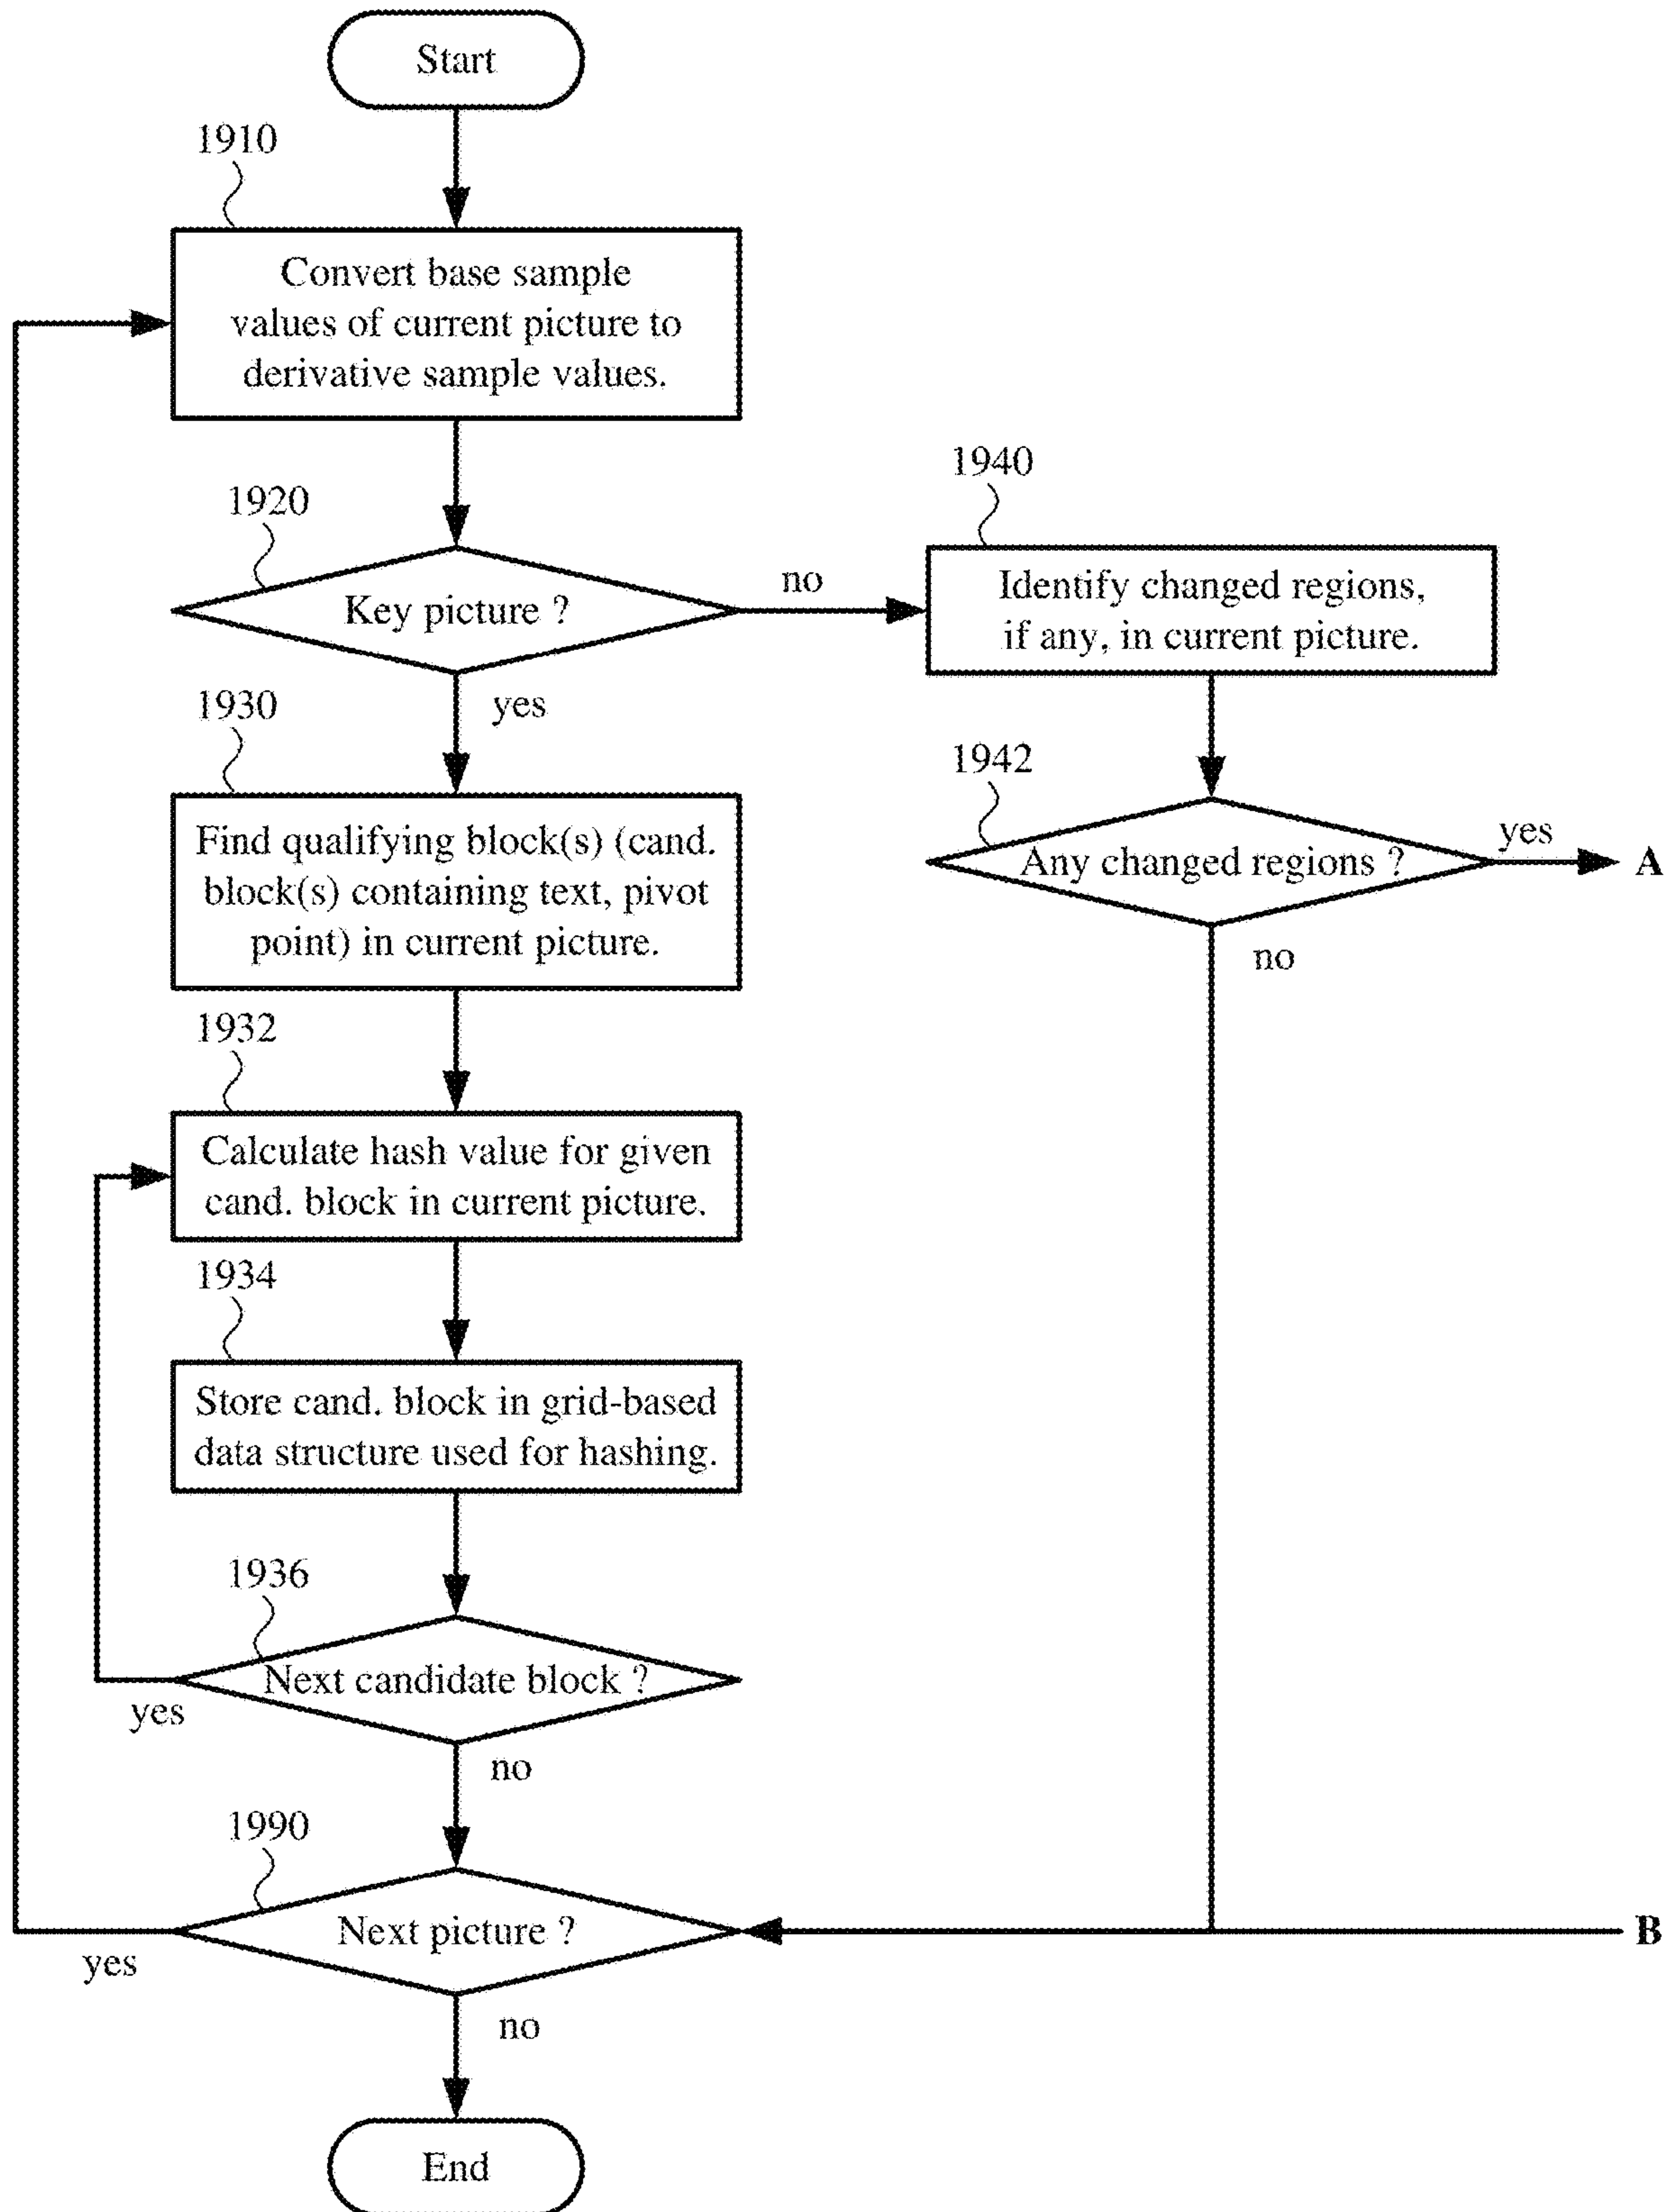 Start
1910
Convert base sample
values of current picture to
derivative sample values.
1920
Key picture ?
no
yes
1940
Identify changed regions,
if any, in current picture.
1942
Any changed regions ?
yes
A
no
1930
Find qualifying block(s) (cand.
block(s) containing text, pivot
point) in current picture.
1932
Calculate hash value for given
cand. block in current picture.
1934
Store cand. block in grid-based
data structure used for hashing.
1936
Next candidate block ?
yes
no
1990
Next picture ?
B
yes
no
End